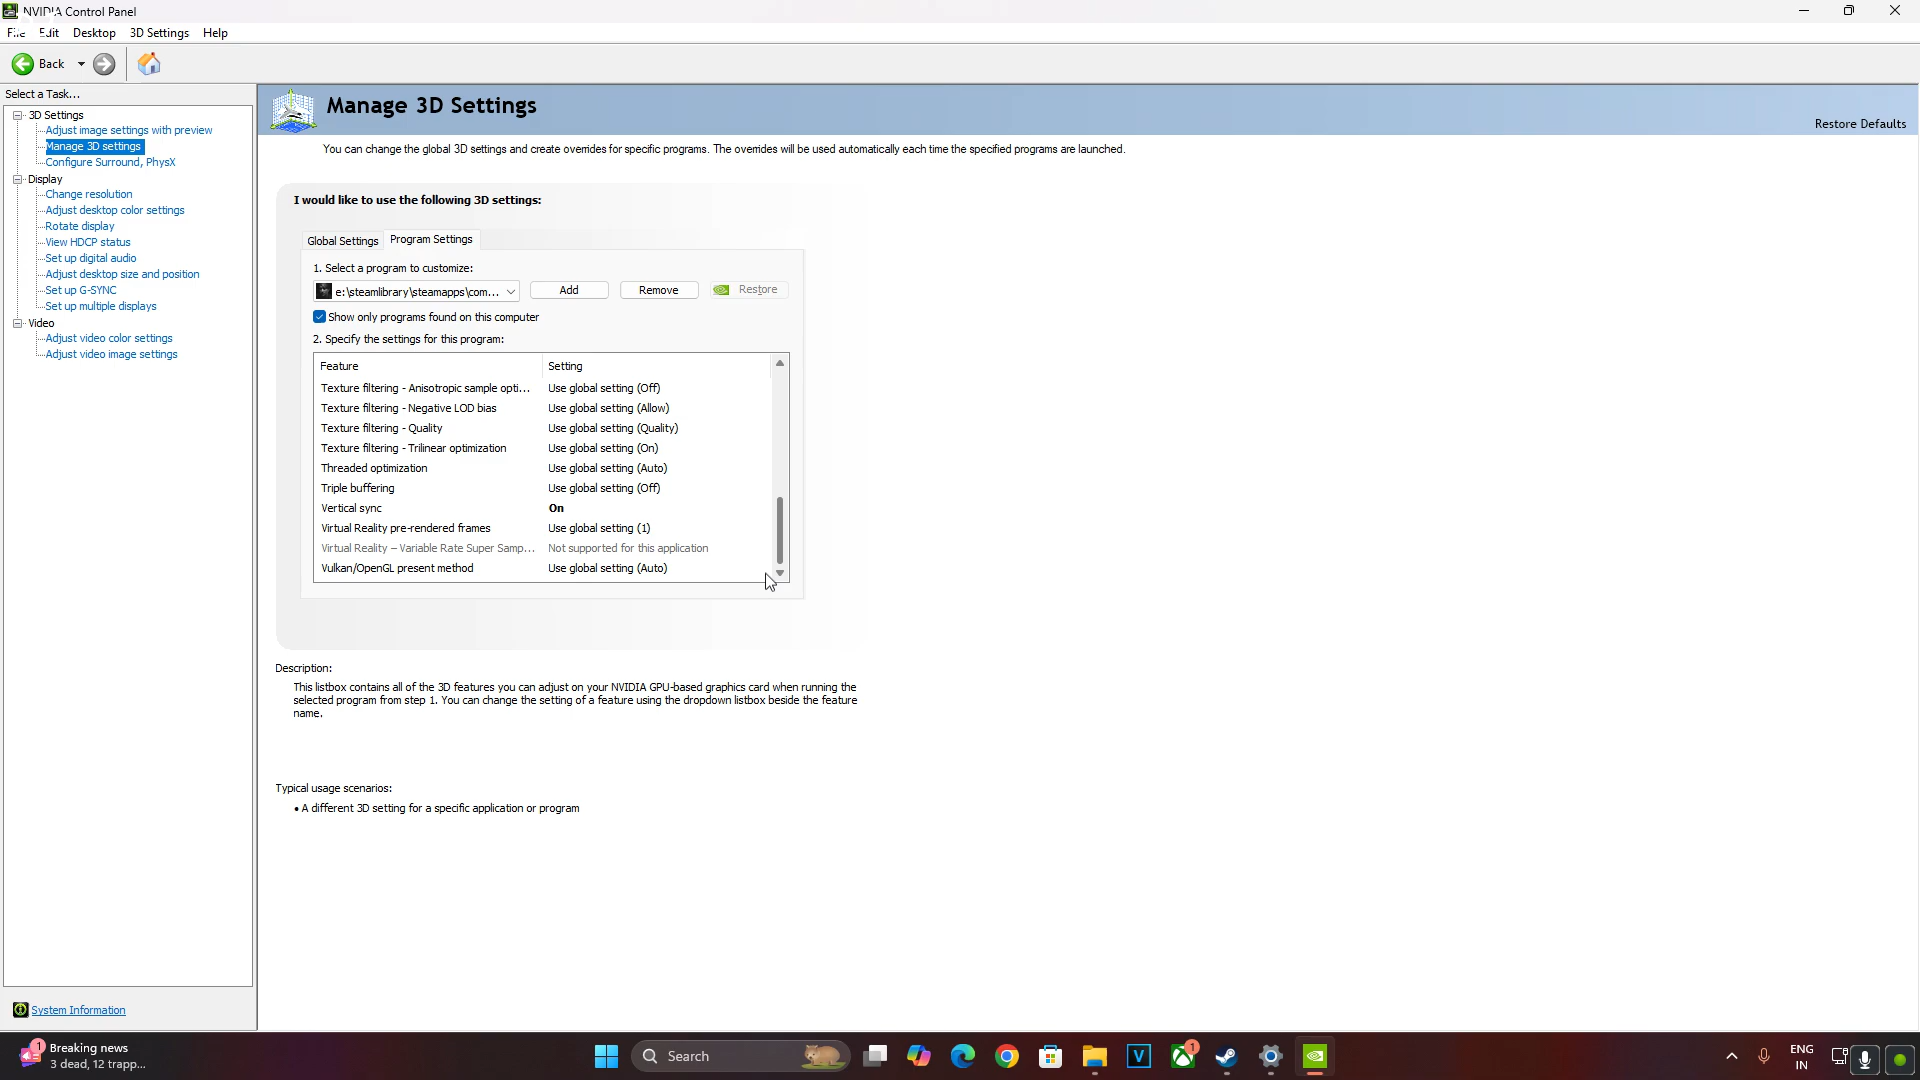 NVIDIA Control Panel
File Edit Desktop 3D Settings Help
Back
Select a Task...
3D Settings
Adjust image settings with preview
Manage 3D settings
Configure Surround, PhysX
Display
Change resolution
Adjust desktop color settings
Rotate display
View HDCP status
Set up digital audio
Adjust desktop size and position
Set up G-SYNC
Set up multiple displays
Video
Adjust video color settings
Adjust video image settings
System Information
Manage 3D Settings
Restore Defaults
You can change the global 3D settings and create overrides for specific programs. The overrides will be used automatically each time the specified programs are launched.
I would like to use the following 3D settings:
Global Settings Program Settings
1. Select a program to customize:
e:\steamlibrary\steamapps\com... Add Remove Restore
Show only programs found on this computer
2. Specify the settings for this program:
Feature Setting
Texture filtering - Anisotropic sample opti... Use global setting (Off)
Texture filtering - Negative LOD bias Use global setting (Allow)
Texture filtering - Quality Use global setting (Quality)
Texture filtering - Trilinear optimization Use global setting (On)
Threaded optimization Use global setting (Auto)
Triple buffering Use global setting (Off)
Vertical sync On
Virtual Reality pre-rendered frames Use global setting (1)
Virtual Reality – Variable Rate Super Samp... Not supported for this application
Vulkan/OpenGL present method Use global setting (Auto)
Description:
This listbox contains all of the 3D features you can adjust on your NVIDIA GPU-based graphics card when running the
selected program from step 1. You can change the setting of a feature using the dropdown listbox beside the feature
name.
Typical usage scenarios:
• A different 3D setting for a specific application or program
1 Breaking news
3 dead, 12 trapp...
Search
V
1
ENG
IN